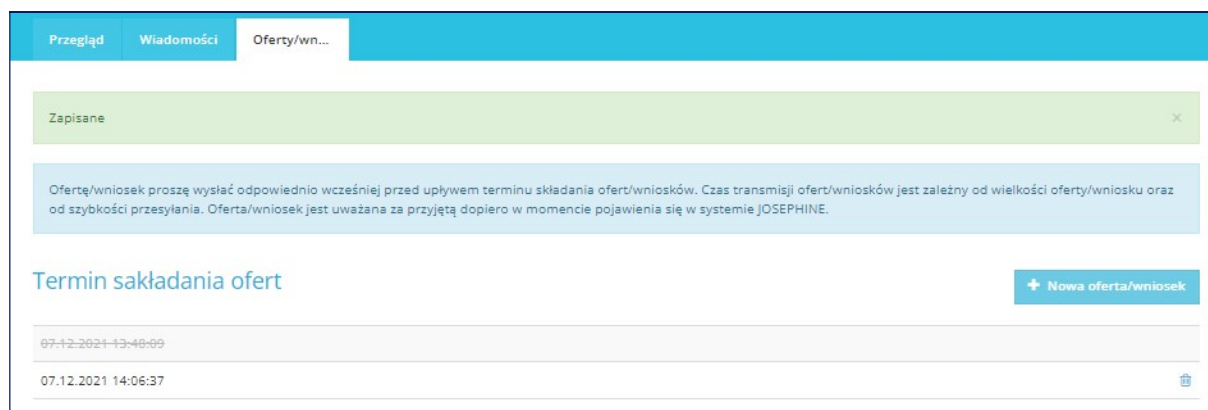 Przegląd Wiadomości Oferty/wn...
Zapisane ×
Ofertę/wniosek proszę wysłać odpowiednio wcześniej przed upływem terminu składania ofert/wniosków. Czas transmisji ofert/wniosków jest zależny od wielkości oferty/wniosku oraz
od szybkości przesyłania. Oferta/wniosek jest uważana za przyjętą dopiero w momencie pojawienia się w systemie JOSEPHINE.
Termin sakładania ofert
+ Nowa oferta/wniosek
07.12.2021 13:48:09
07.12.2021 14:06:37